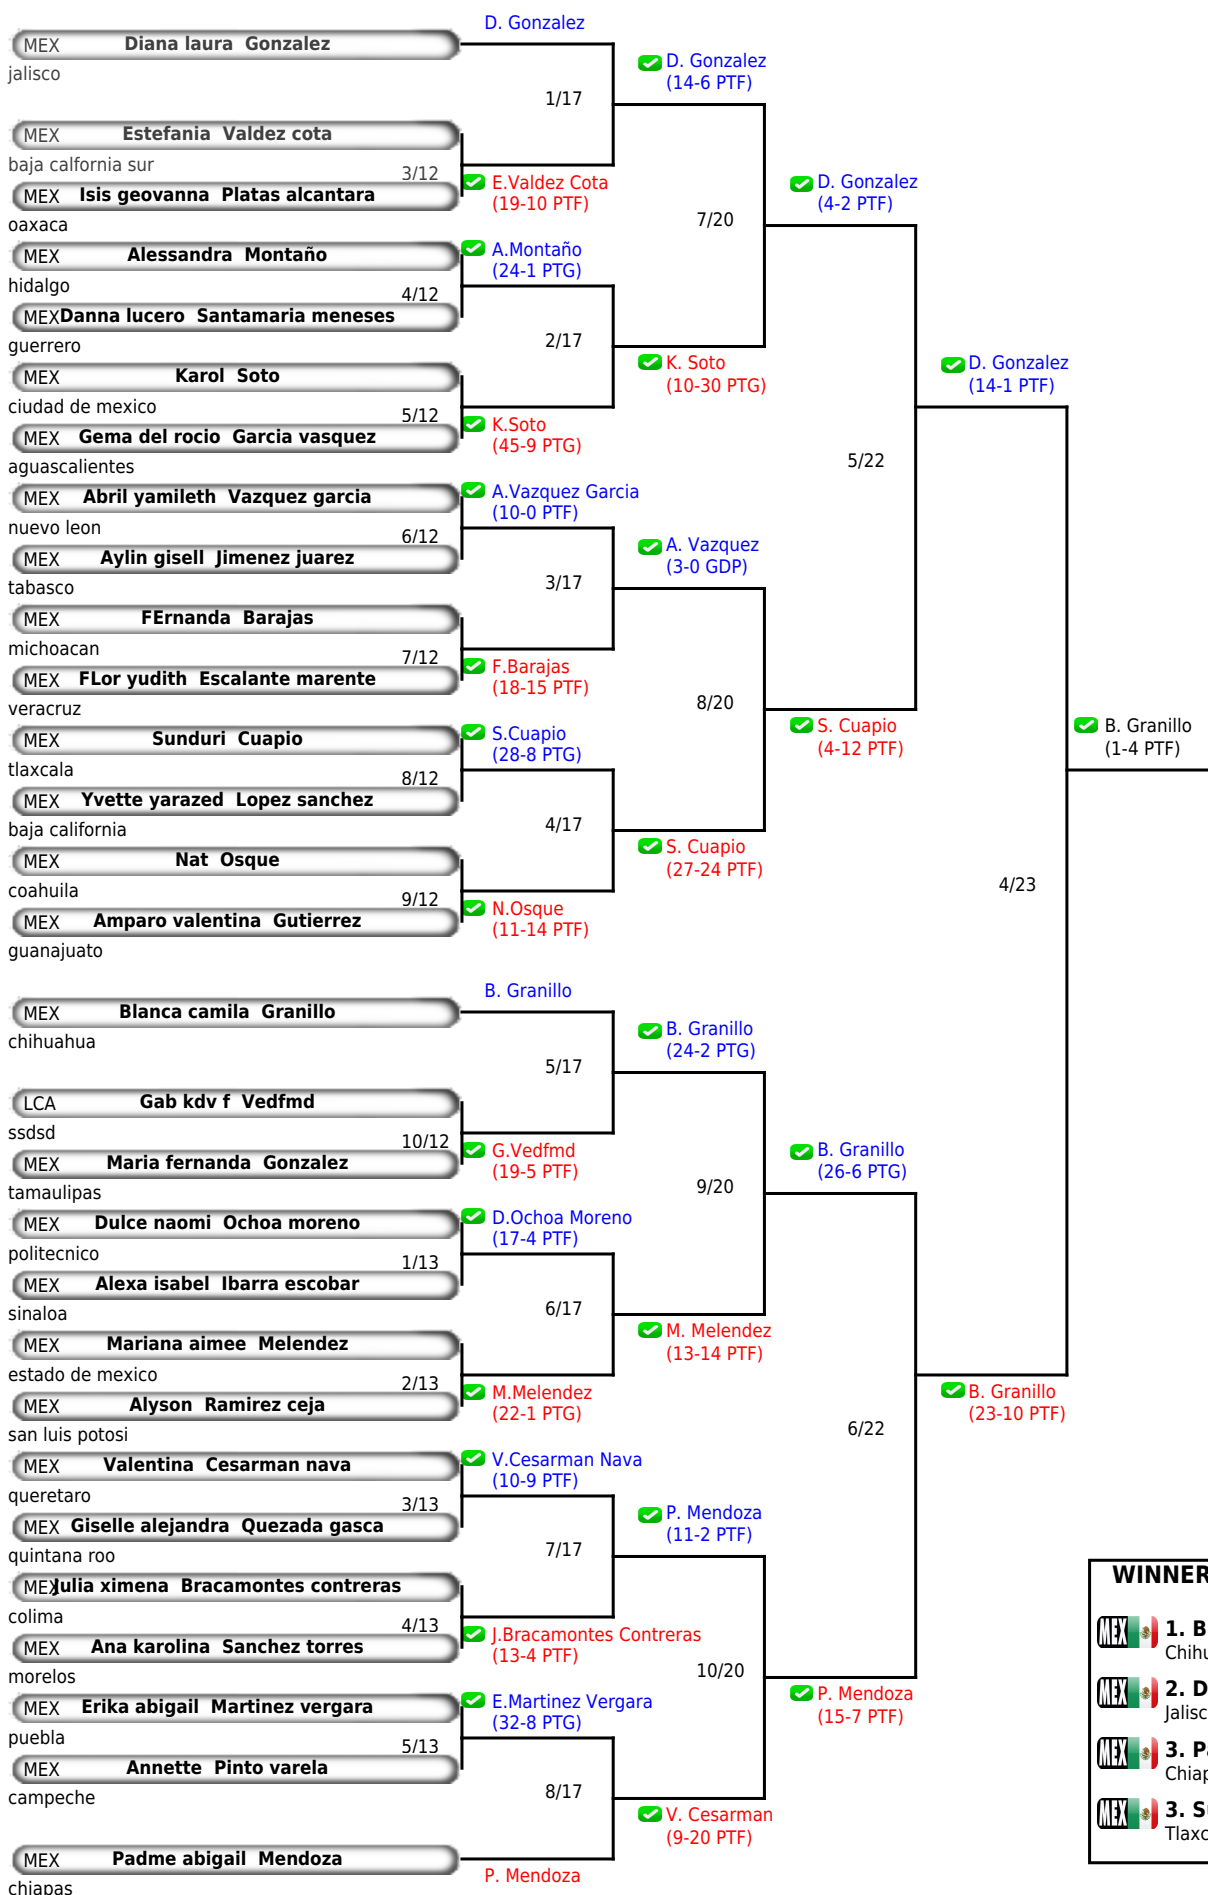 D. Gonzalez
MEX Diana laura Gonzalez
jalisco
D. Gonzalez
(14-6 PTF)
1/17
MEX Estefania Valdez cota
baja calfornia sur
3/12
E.Valdez Cota
(19-10 PTF)
MEX Isis geovanna Platas alcantara
oaxaca
D. Gonzalez
(4-2 PTF)
7/20
MEX Alessandra Montaño
hidalgo
A.Montaño
(24-1 PTG)
4/12
MEX Danna lucero Santamaria meneses
guerrero
2/17
K. Soto
(10-30 PTG)
D. Gonzalez
(14-1 PTF)
MEX Karol Soto
ciudad de mexico
5/12
K.Soto
(45-9 PTG)
MEX Gema del rocio Garcia vasquez
aguascalientes
5/22
MEX Abril yamileth Vazquez garcia
nuevo leon
A.Vazquez Garcia
(10-0 PTF)
6/12
MEX Aylin gisell Jimenez juarez
tabasco
A. Vazquez
(3-0 GDP)
3/17
MEX FErnanda Barajas
michoacan
7/12
F.Barajas
(18-15 PTF)
MEX FLor yudith Escalante marente
veracruz
8/20
S. Cuapio
(4-12 PTF)
B. Granillo
(1-4 PTF)
MEX Sunduri Cuapio
tlaxcala
S.Cuapio
(28-8 PTG)
8/12
MEX Yvette yarazed Lopez sanchez
baja california
4/17
S. Cuapio
(27-24 PTF)
MEX Nat Osque
coahuila
9/12
4/23
N.Osque
(11-14 PTF)
MEX Amparo valentina Gutierrez
guanajuato
B. Granillo
MEX Blanca camila Granillo
chihuahua
B. Granillo
(24-2 PTG)
5/17
LCA Gab kdv f Vedfmd
ssdsd
10/12
G.Vedfmd
(19-5 PTF)
MEX Maria fernanda Gonzalez
tamaulipas
B. Granillo
(26-6 PTG)
9/20
MEX Dulce naomi Ochoa moreno
politecnico
D.Ochoa Moreno
(17-4 PTF)
1/13
MEX Alexa isabel Ibarra escobar
sinaloa
6/17
M. Melendez
(13-14 PTF)
MEX Mariana aimee Melendez
estado de mexico
2/13
M.Melendez
(22-1 PTG)
MEX Alyson Ramirez ceja
san luis potosi
B. Granillo
(23-10 PTF)
6/22
MEX Valentina Cesarman nava
queretaro
V.Cesarman Nava
(10-9 PTF)
3/13
MEX Giselle alejandra Quezada gasca
quintana roo
P. Mendoza
(11-2 PTF)
7/17
MEX Julia ximena Bracamontes contreras
colima
4/13
J.Bracamontes Contreras
(13-4 PTF)
MEX Ana karolina Sanchez torres
morelos
10/20
P. Mendoza
(15-7 PTF)
MEX Erika abigail Martinez vergara
puebla
E.Martinez Vergara
(32-8 PTG)
5/13
MEX Annette Pinto varela
campeche
8/17
V. Cesarman
(9-20 PTF)
MEX Padme abigail Mendoza
P. Mendoza
chiapas
WINNER
MEX 1. B
Chihu
MEX 2. D
Jalisc
MEX 3. Pa
Chiap
MEX 3. Su
Tlaxc